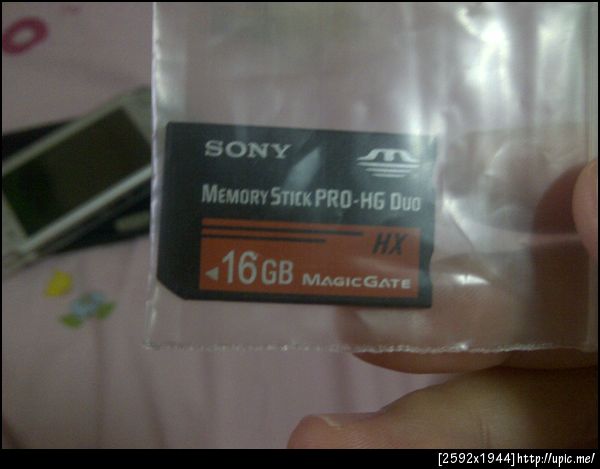 SONY
MEMORY STICK PRO-HG DUO
HX
16GB MAGICGATE
[2592x1944]http://upic.me/